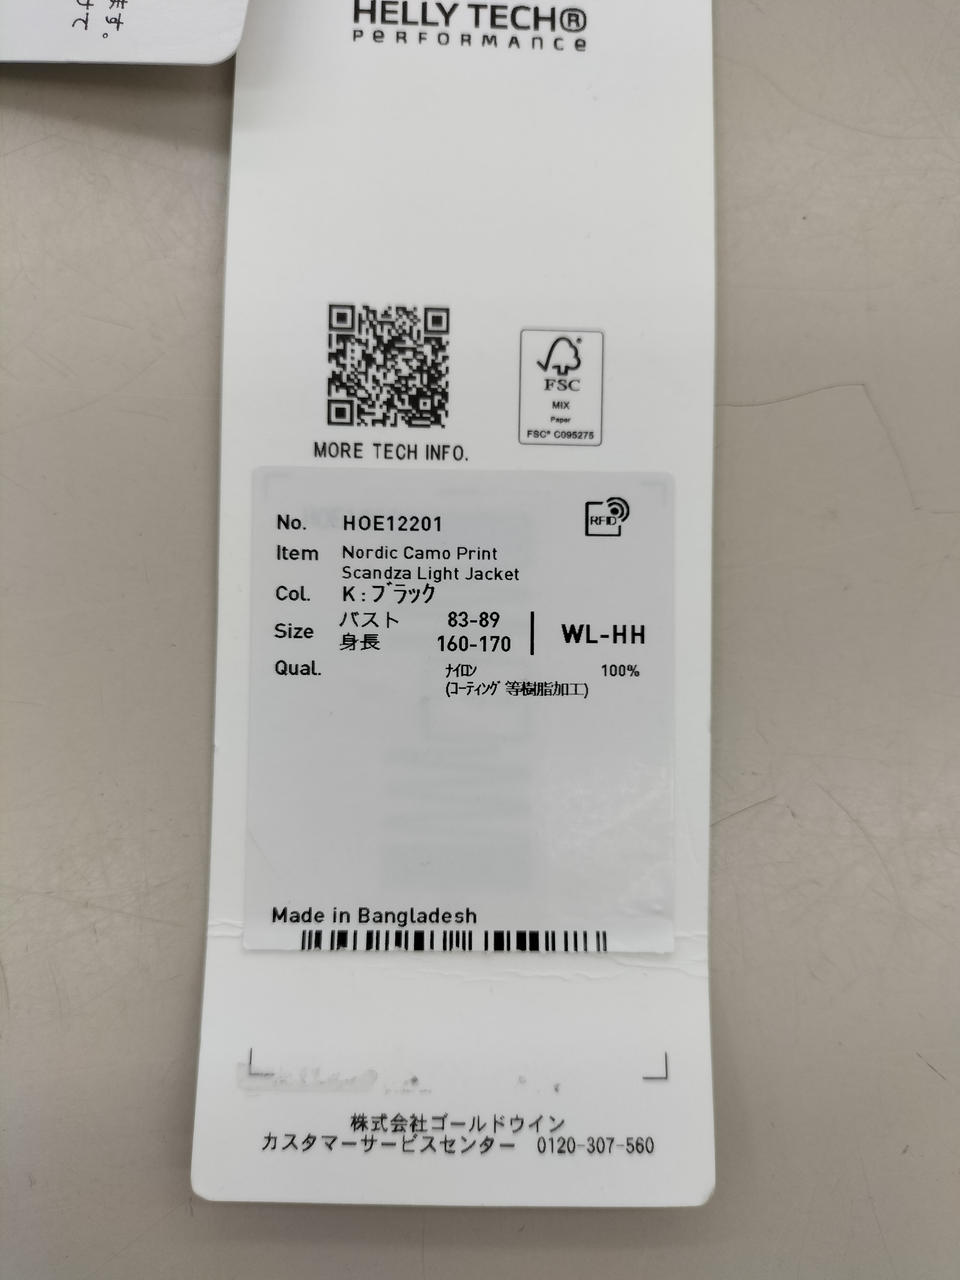 ます。
けて
HELLY TECH®
PERFORMANCE
FSC
MIX
Paper
FSC® C095275
MORE TECH INFO.
RFID
No. HOE12201
Item Nordic Camo Print
Scandza Light Jacket
Col. K:ブラック
Size バスト 83-89
身長 160-170 WL-HH
Qual. ﾅｲﾛﾝ 100%
(ｺｰﾃｨﾝｸﾞ等樹脂加工)
Made in Bangladesh
株式会社ゴールドウイン
カスタマーサービスセンター 0120-307-560